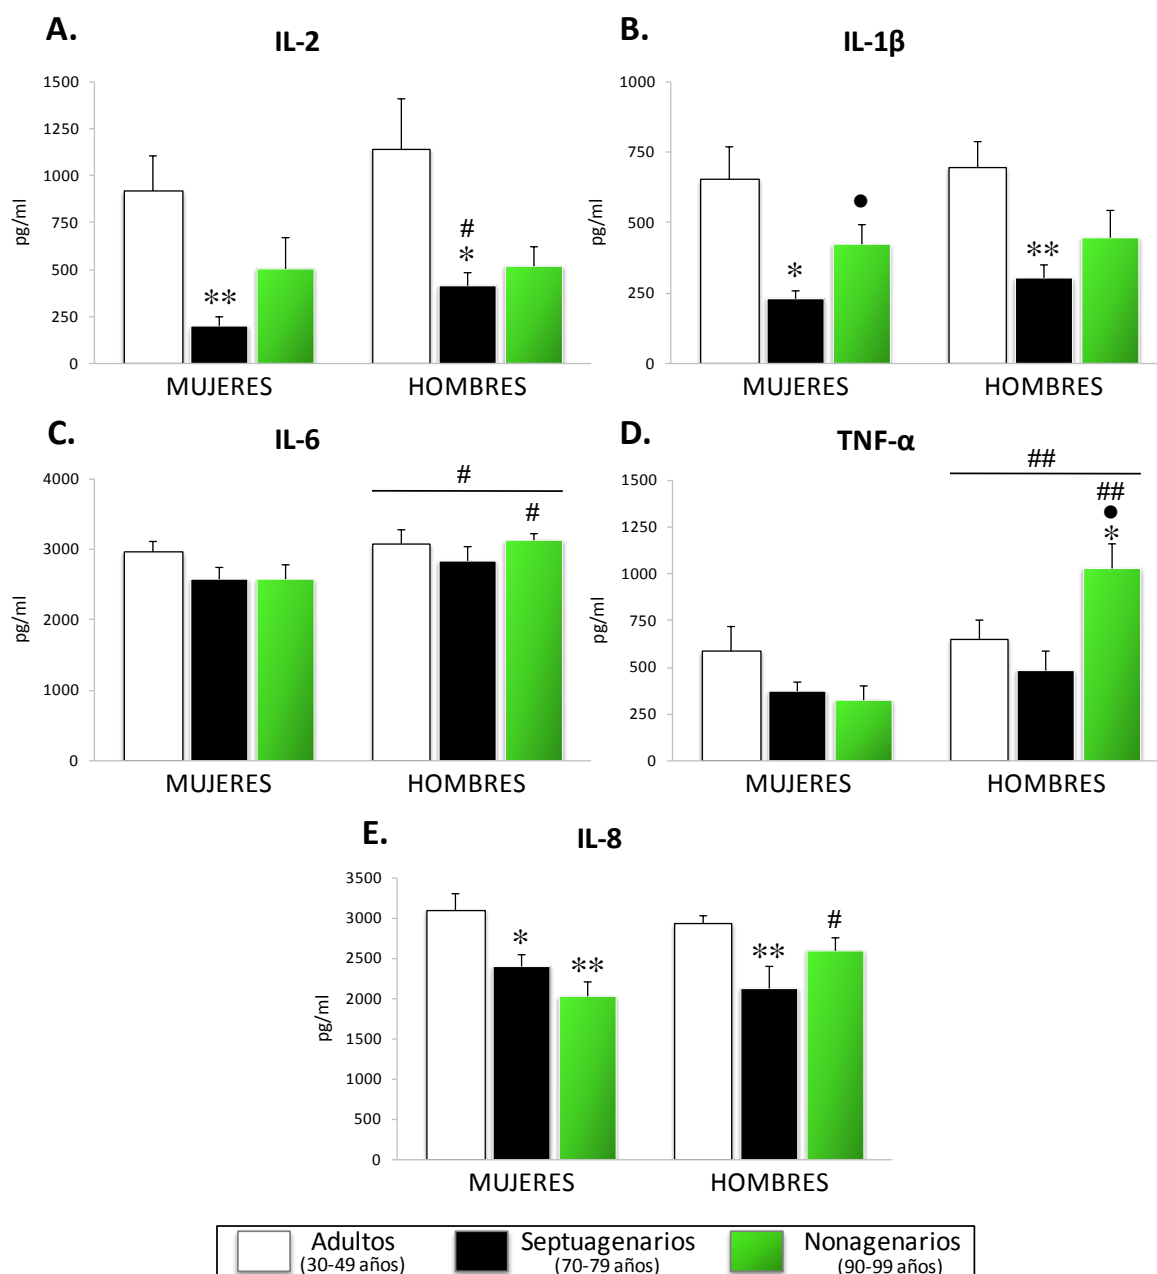 A.
IL-2
1500
1250
1000
750
500
250
0
pg/ml
**
#
*
MUJERES
HOMBRES
B.
IL-1β
1000
750
500
250
0
pg/ml
*
●
**
MUJERES
HOMBRES
C.
IL-6
4000
3000
2000
1000
0
pg/ml
#
#
MUJERES
HOMBRES
D.
TNF-α
1500
1250
1000
750
500
250
0
pg/ml
##
##
●
*
MUJERES
HOMBRES
E.
IL-8
3500
3000
2500
2000
1500
1000
500
0
pg/ml
*
**
**
#
MUJERES
HOMBRES
Adultos
(30-49 años)
Septuagenarios
(70-79 años)
Nonagenarios
(90-99 años)